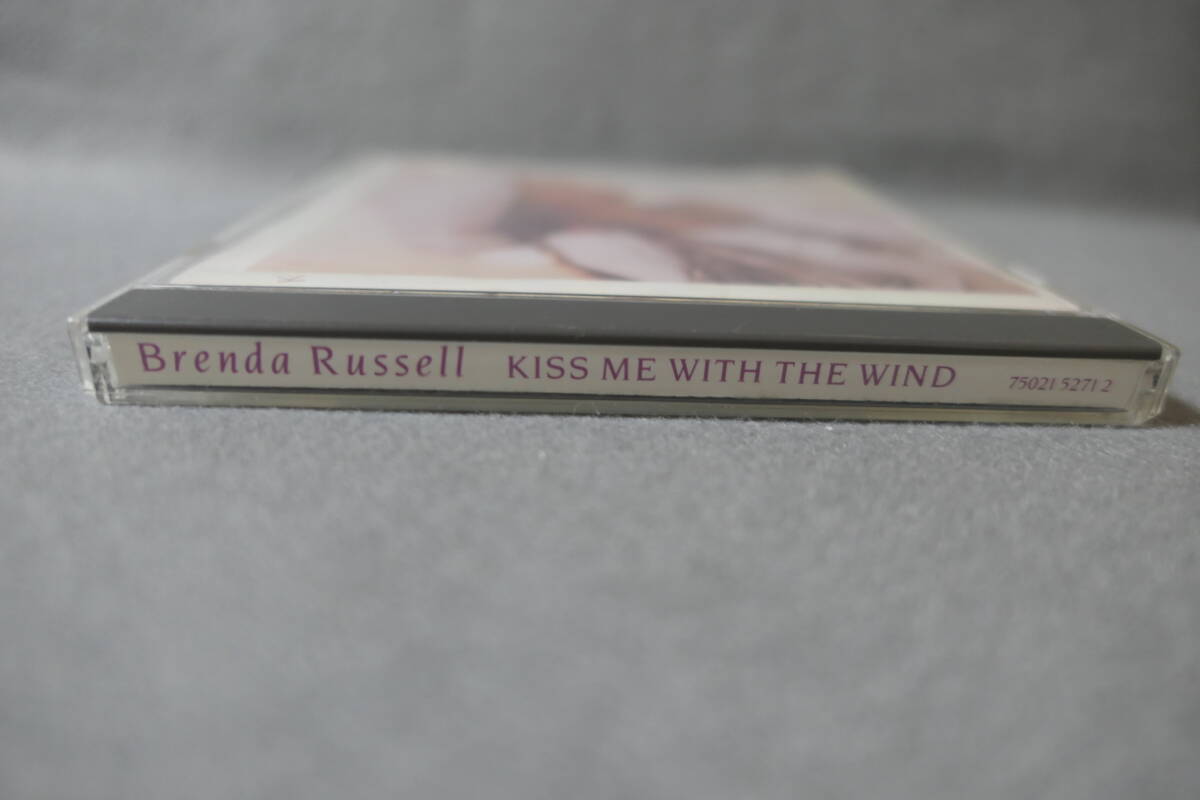 Brenda Russell KISS ME WITH THE WIND 75021 5271 2